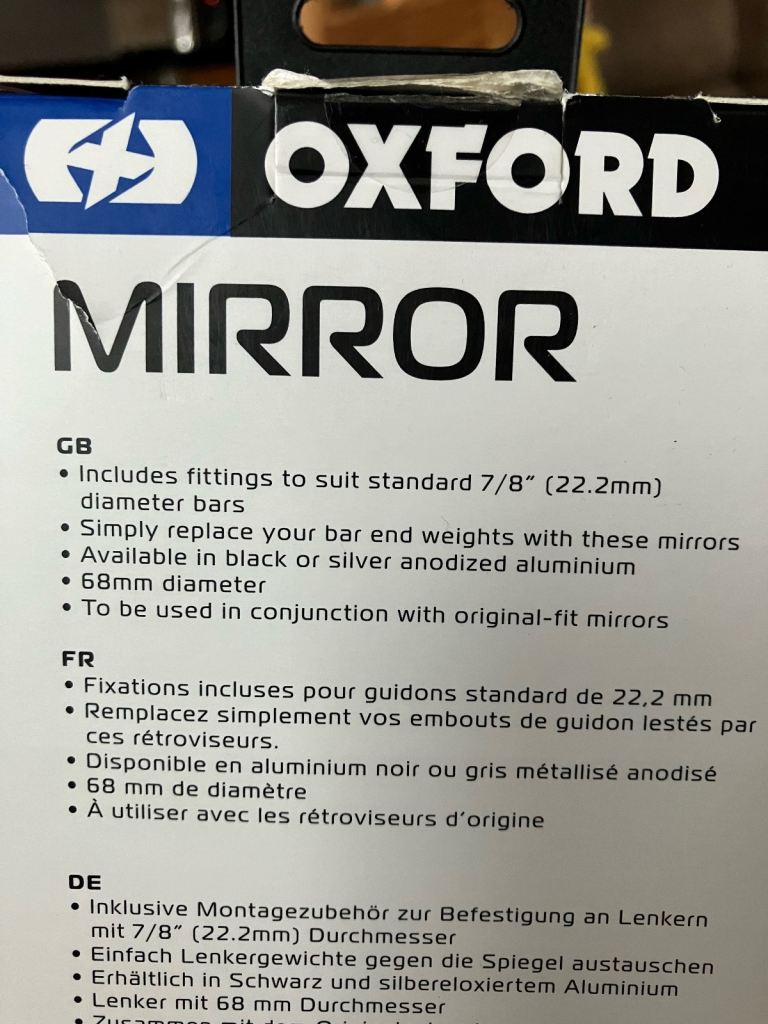 OXFORD
MIRROR
GB
• Includes fittings to suit standard 7/8” (22.2mm)
diameter bars
• Simply replace your bar end weights with these mirrors
• Available in black or silver anodized aluminium
• 68mm diameter
• To be used in conjunction with original-fit mirrors
FR
• Fixations incluses pour guidons standard de 22,2 mm
• Remplacez simplement vos embouts de guidon lestés par
ces rétroviseurs.
• Disponible en aluminium noir ou gris métallisé anodisé
• 68 mm de diamètre
• À utiliser avec les rétroviseurs d’origine
DE
• Inklusive Montagezubehör zur Befestigung an Lenkern
mit 7/8” (22.2mm) Durchmesser
• Einfach Lenkergewichte gegen die Spiegel austauschen
• Erhältlich in Schwarz und silbereloxiertem Aluminium
• Lenker mit 68 mm Durchmesser
• Zusammen mit dem